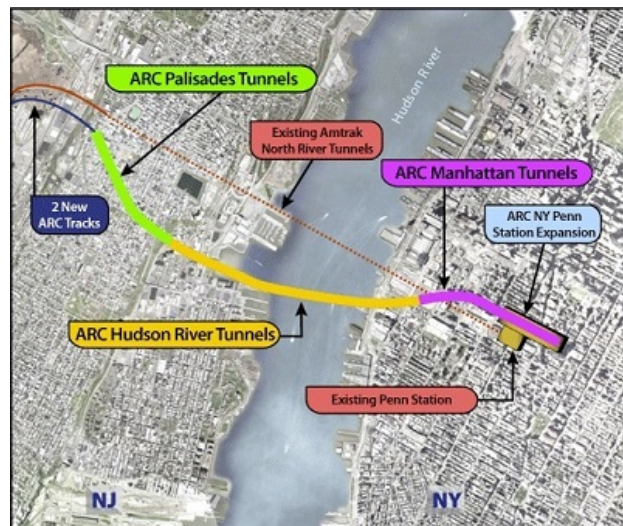 Hudson River
ARC Palisades Tunnels
Existing Amtrak
North River Tunnels
ARC Manhattan Tunnels
2 New
ARC Tracks
ARC NY Penn
Station Expansion
ARC Hudson River Tunnels
Existing Penn Station
NJ
NY